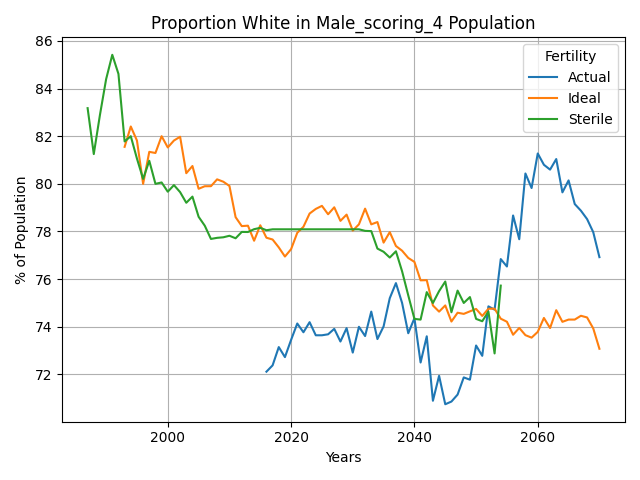 Proportion White in Male_scoring_4 Population
% of Population
86
84
82
80
78
76
74
72
2000
2020
2040
2060
Years
Fertility
Actual
Ideal
Sterile